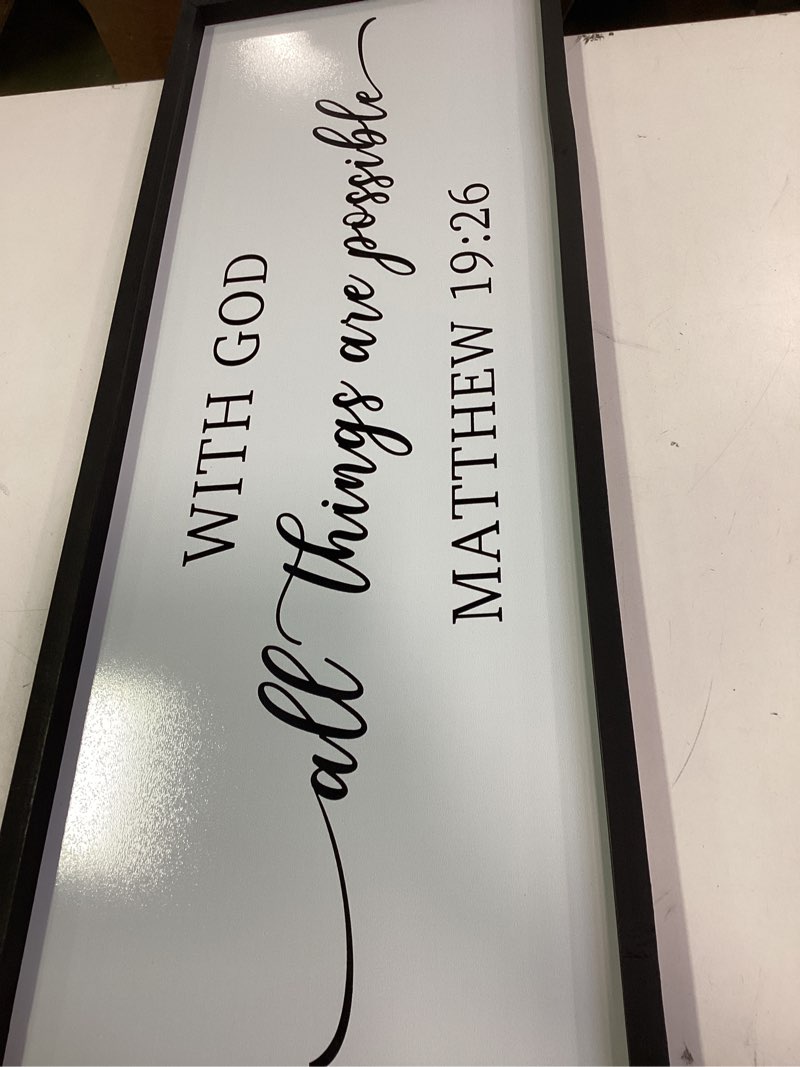 WITH GOD
all things are possible
MATTHEW 19:26